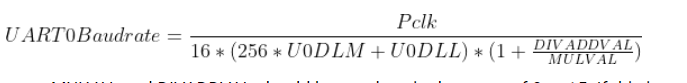 UART0Baudrate = Pclk / (16 * (256 * U0DLM + U0DLL) * (1 + DIVADDVAL / MULVAL))